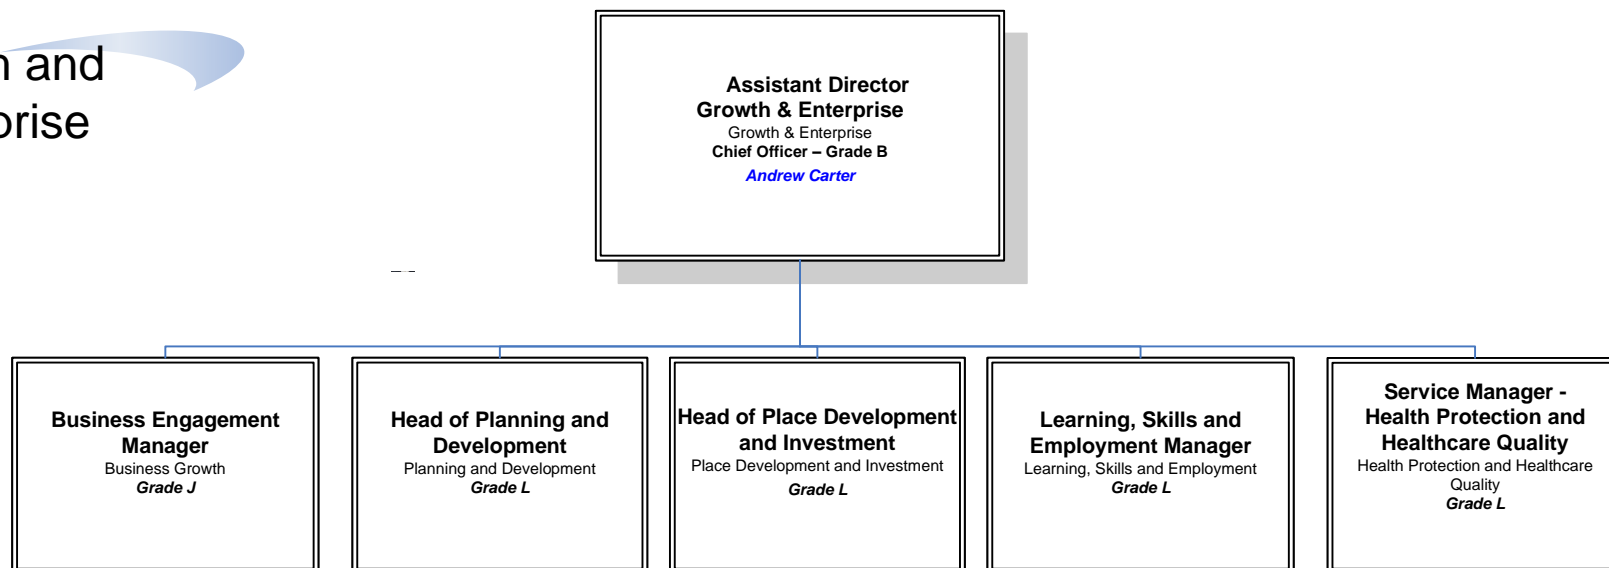 and
Assistant Director
Growth & Enterprise
Growth & Enterprise
Chief Officer – Grade B
Andrew Carter
Business Engagement
Manager
Business Growth
Grade J
Head of Planning and
Development
Planning and Development
Grade L
Head of Place Development
and Investment
Place Development and Investment
Grade L
Learning, Skills and
Employment Manager
Learning, Skills and Employment
Grade L
Service Manager -
Health Protection and
Healthcare Quality
Health Protection and Healthcare
Quality
Grade L